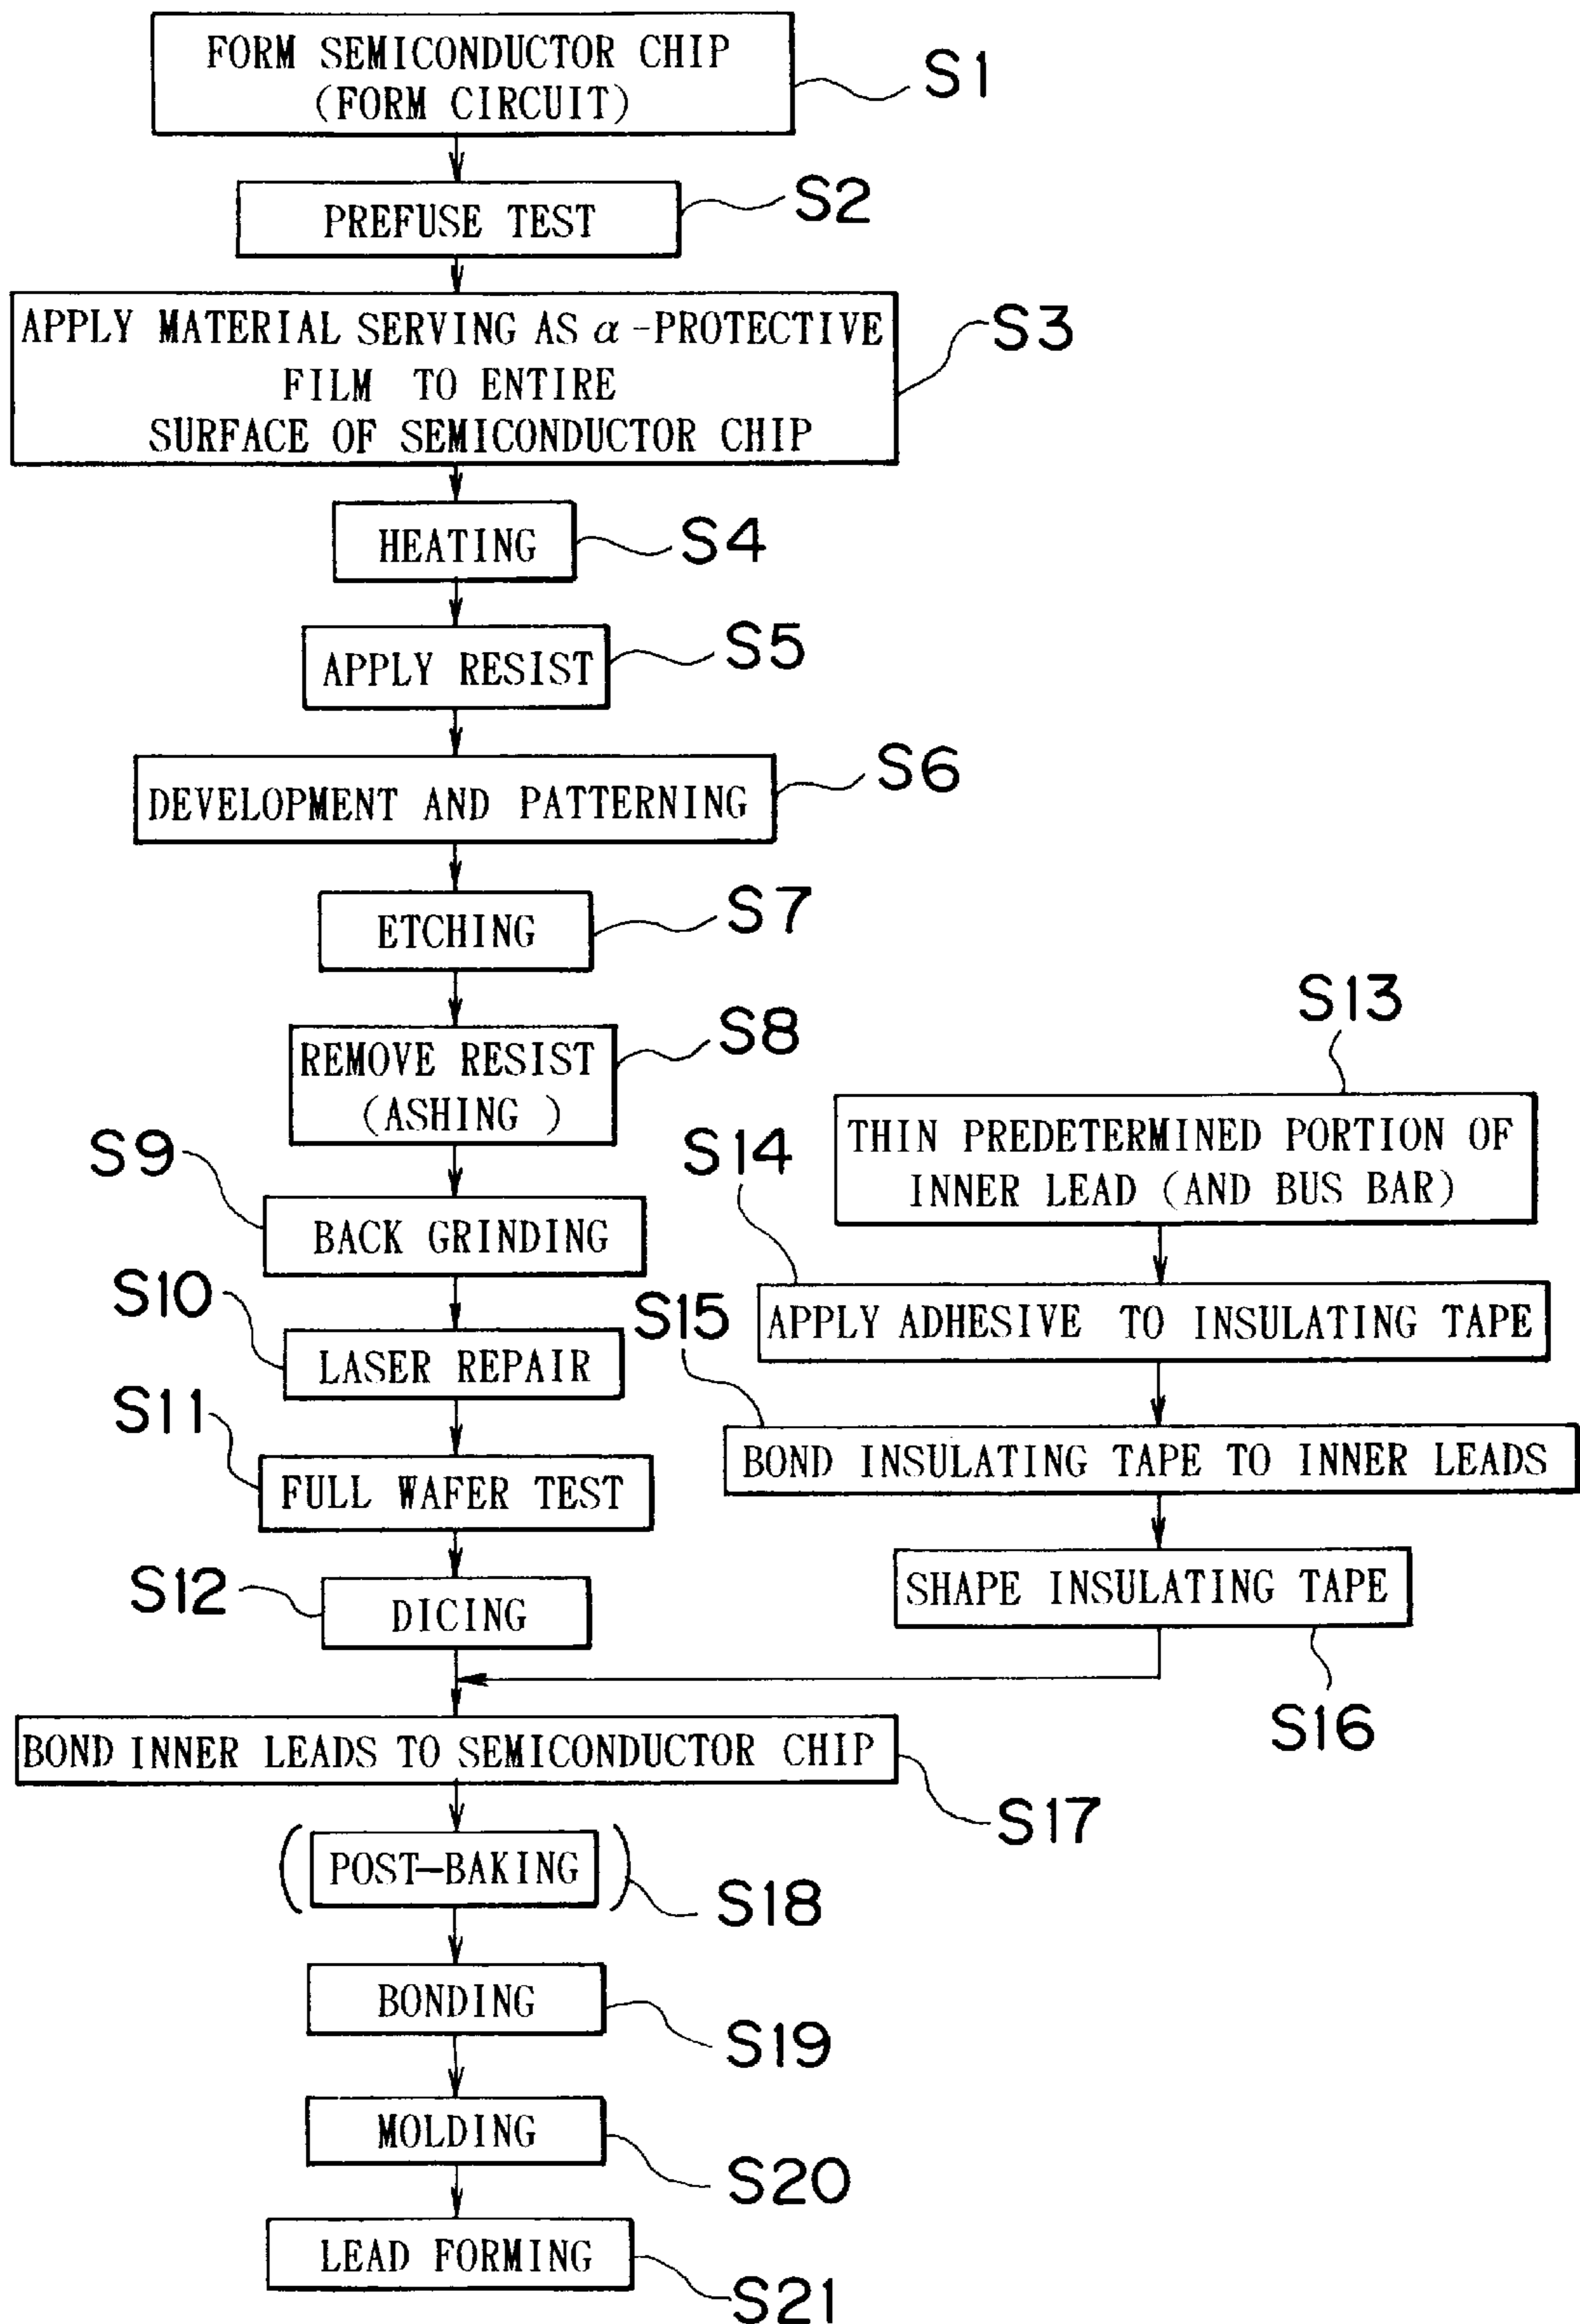 FORM SEMICONDUCTOR CHIP
(FORM CIRCUIT)
S1
PREFUSE TEST
S2
APPLY MATERIAL SERVING AS α-PROTECTIVE
FILM TO ENTIRE
SURFACE OF SEMICONDUCTOR CHIP
S3
HEATING
S4
APPLY RESIST
S5
DEVELOPMENT AND PATTERNING
S6
ETCHING
S7
REMOVE RESIST
(ASHING )
S8
S9
BACK GRINDING
S10
LASER REPAIR
S11
FULL WAFER TEST
S12
DICING
S13
THIN PREDETERMINED PORTION OF
INNER LEAD (AND BUS BAR)
S14
APPLY ADHESIVE TO INSULATING TAPE
S15
BOND INSULATING TAPE TO INNER LEADS
SHAPE INSULATING TAPE
S16
BOND INNER LEADS TO SEMICONDUCTOR CHIP
S17
(POST-BAKING)
S18
BONDING
S19
MOLDING
S20
LEAD FORMING
S21